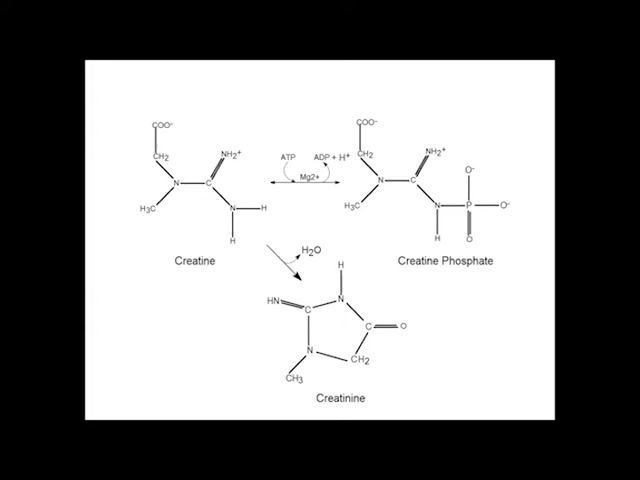 COO⁻
CH2
NH2⁺
N
C
H3C
N
H
H
Creatine
ATP
ADP + H⁺
Mg2+
COO⁻
CH2
NH2⁺
N
C
H3C
N
H
P
O⁻
O⁻
O
Creatine Phosphate
H2O
H
HN
N
C
C
O
N
CH2
CH3
Creatinine